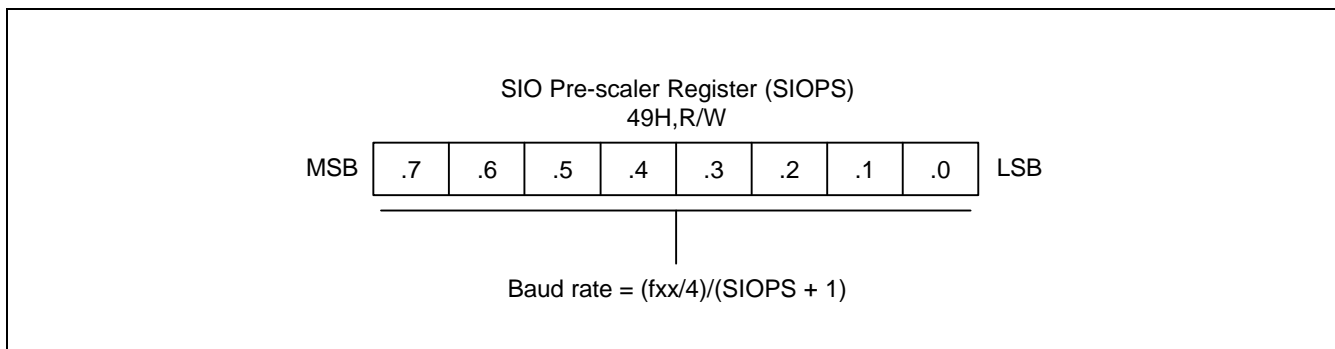 SIO Pre-scaler Register (SIOPS)
49H,R/W
MSB .7 .6 .5 .4 .3 .2 .1 .0 LSB
Baud rate = (fxx/4)/(SIOPS + 1)